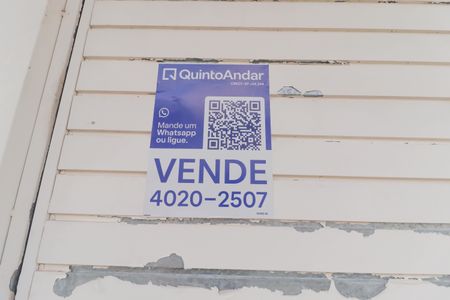 QuintoAndar
Mande um
Whatsapp
ou ligue.
VENDE
4020-2507